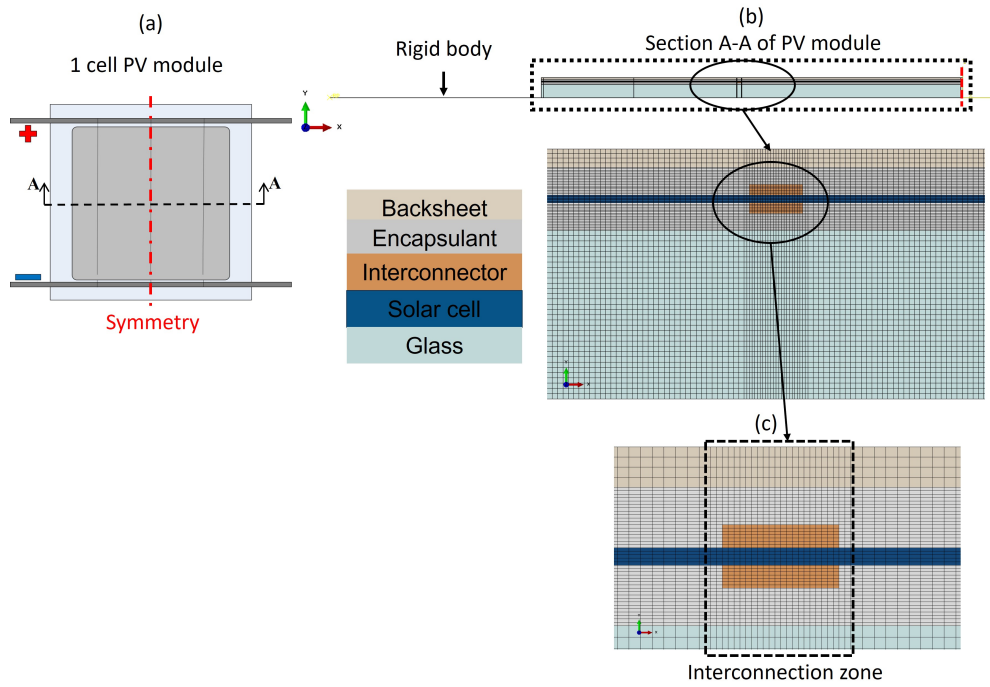 (a)
1 cell PV module
A
A
Symmetry
Rigid body
Y
X
(b)
Section A-A of PV module
Backsheet
Encapsulant
Interconnector
Solar cell
Glass
Y
X
(c)
Interconnection zone